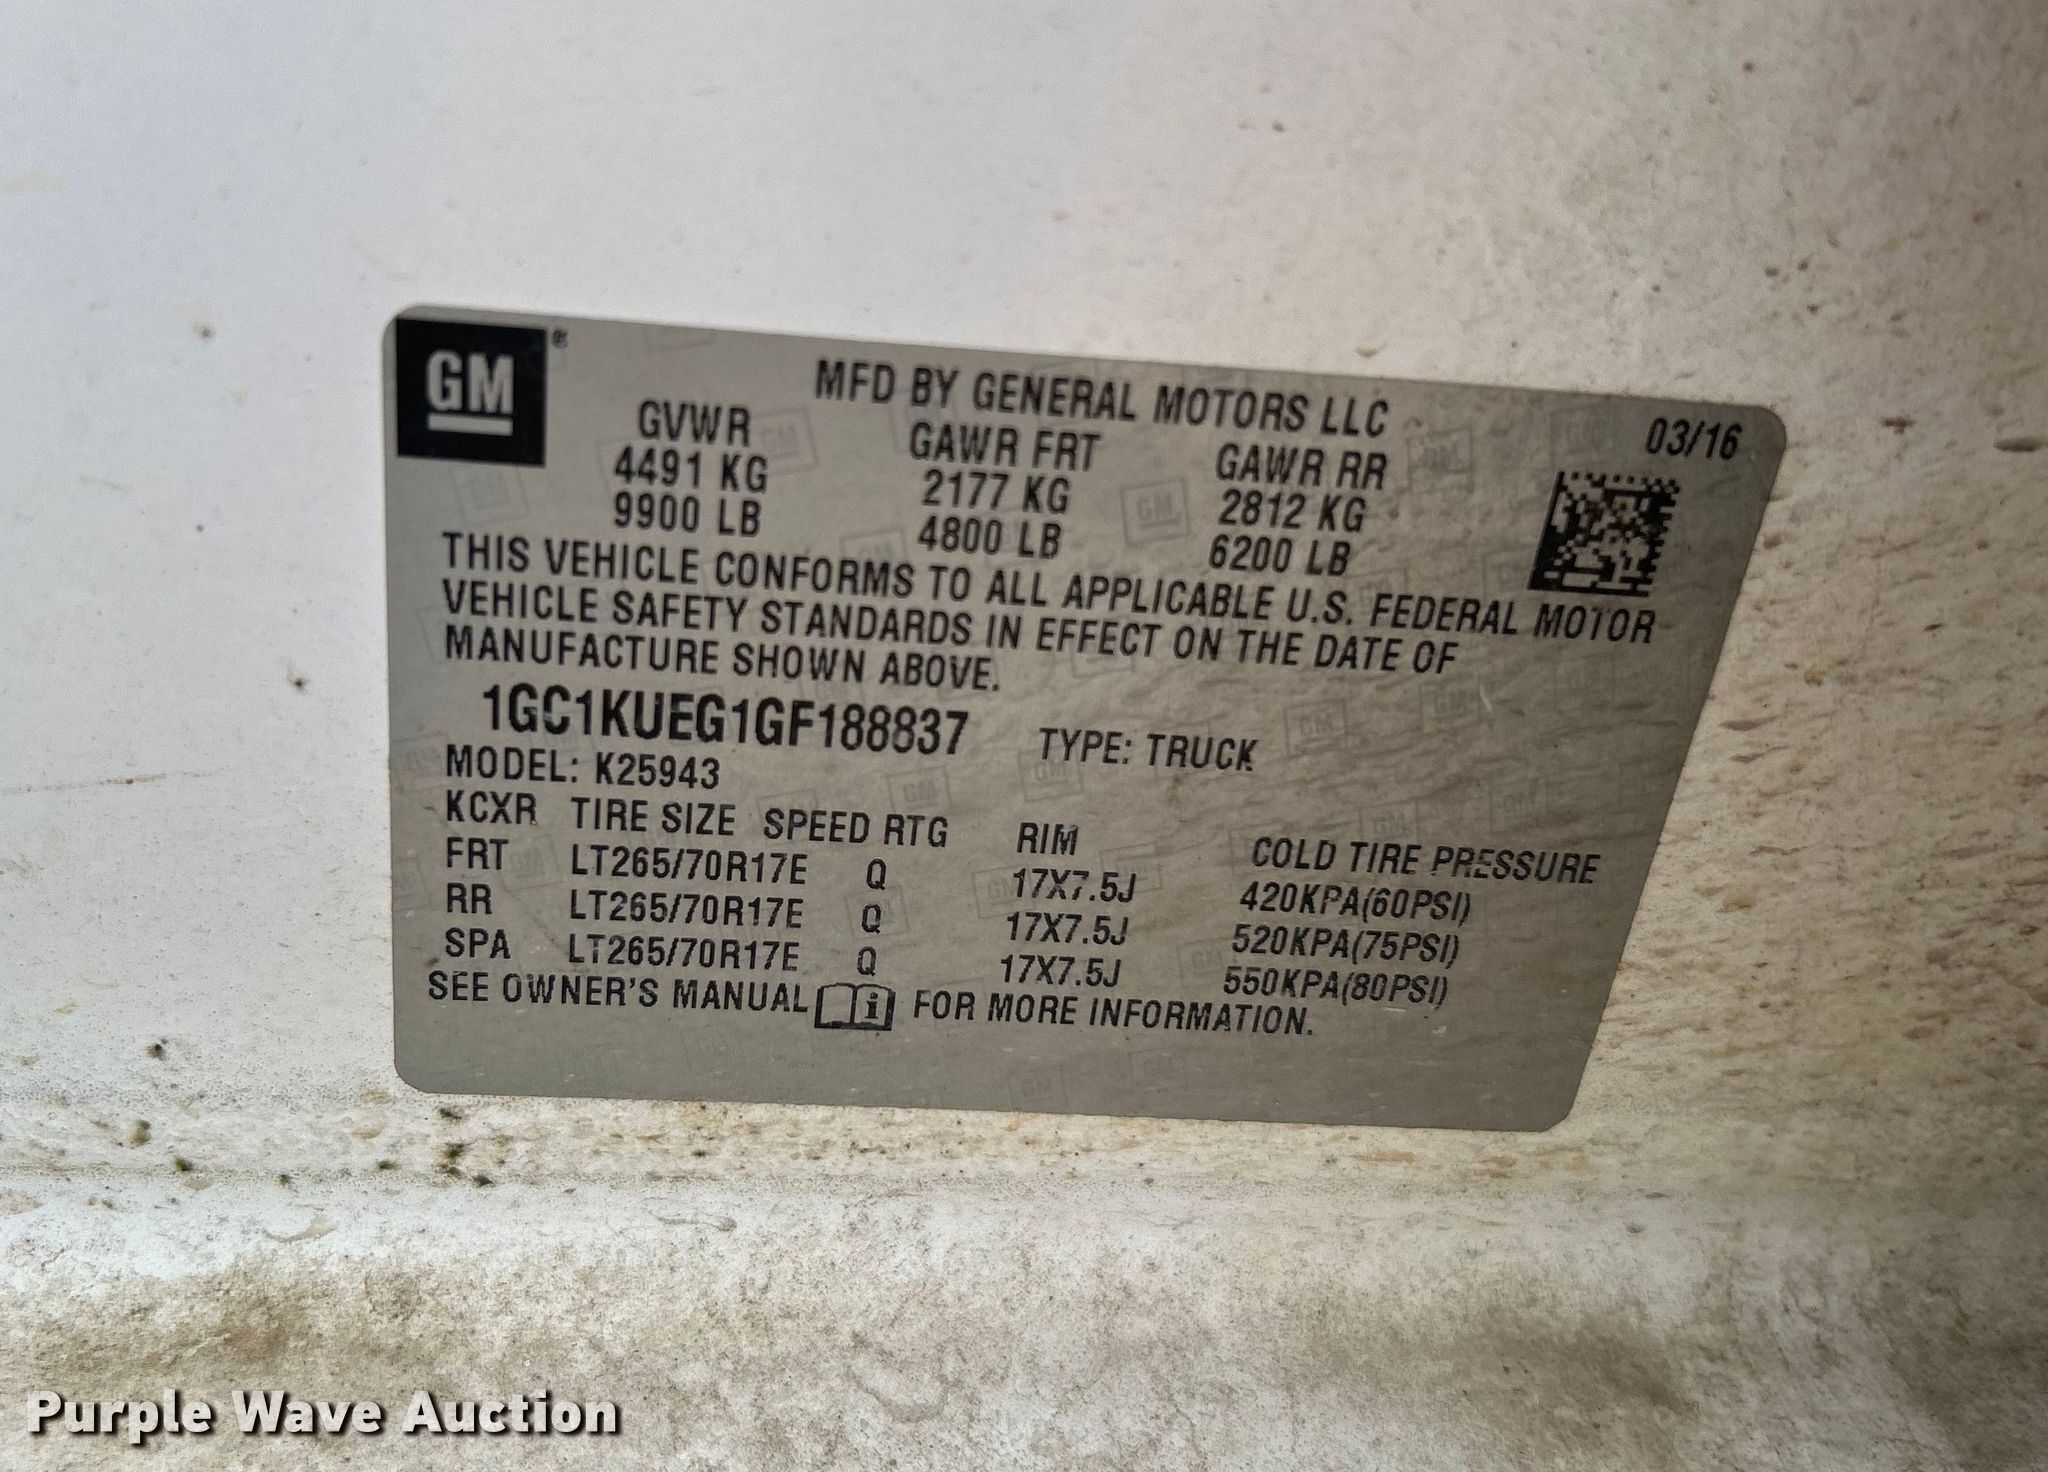 GM®
MFD BY GENERAL MOTORS LLC
03/16
GVWR GAWR FRT GAWR RR
4491 KG 2177 KG 2812 KG
9900 LB 4800 LB 6200 LB
THIS VEHICLE CONFORMS TO ALL APPLICABLE U.S. FEDERAL MOTOR
VEHICLE SAFETY STANDARDS IN EFFECT ON THE DATE OF
MANUFACTURE SHOWN ABOVE.
1GC1KUEG1GF188837 TYPE: TRUCK
MODEL: K25943
KCXR TIRE SIZE SPEED RTG RIM COLD TIRE PRESSURE
FRT LT265/70R17E Q 17X7.5J 420KPA(60PSI)
RR LT265/70R17E Q 17X7.5J 520KPA(75PSI)
SPA LT265/70R17E Q 17X7.5J 550KPA(80PSI)
SEE OWNER'S MANUAL i FOR MORE INFORMATION.
Purple Wave Auction